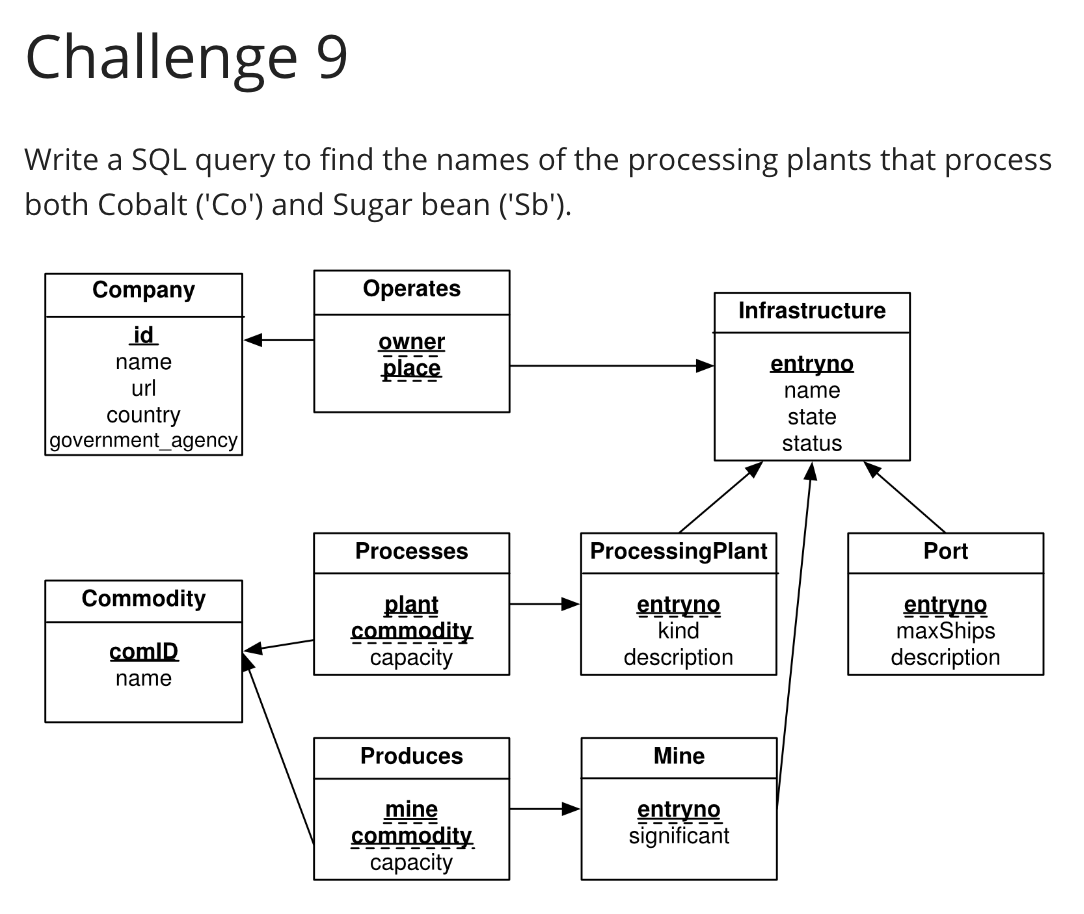 Challenge 9
Write a SQL query to find the names of the processing plants that process
both Cobalt ('Co') and Sugar bean ('Sb').
Company
id
name
url
country
government_agency
Operates
owner
place
Infrastructure
entryno
name
state
status
Commodity
comID
name
Processes
plant
commodity
capacity
ProcessingPlant
entryno
kind
description
Port
entryno
maxShips
description
Produces
mine
commodity
capacity
Mine
entryno
significant